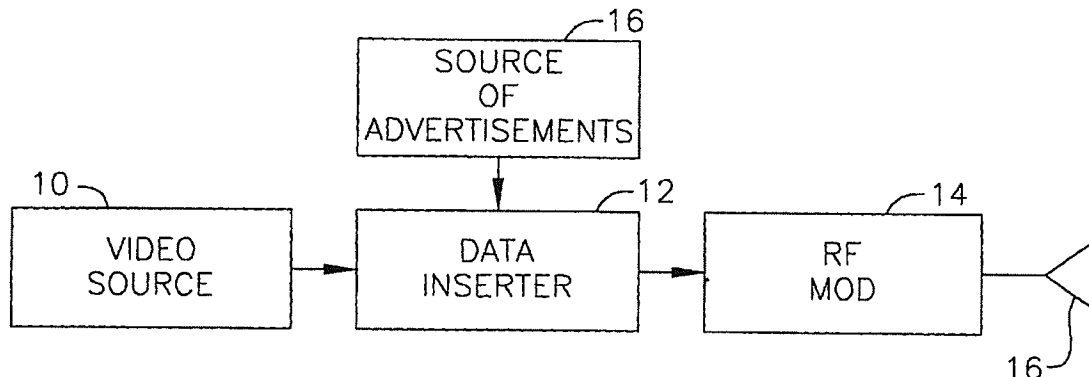 16
SOURCE
OF
ADVERTISEMENTS
10
12
14
VIDEO
SOURCE
DATA
INSERTER
RF
MOD
16